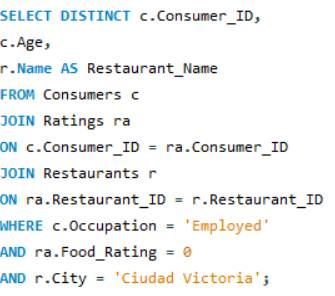 SELECT DISTINCT c.Consumer_ID,
c.Age,
r.Name AS Restaurant_Name
FROM Consumers c
JOIN Ratings ra
ON c.Consumer_ID = ra.Consumer_ID
JOIN Restaurants r
ON ra.Restaurant_ID = r.Restaurant_ID
WHERE c.Occupation = 'Employed'
AND ra.Food_Rating = 0
AND r.City = 'Ciudad Victoria';